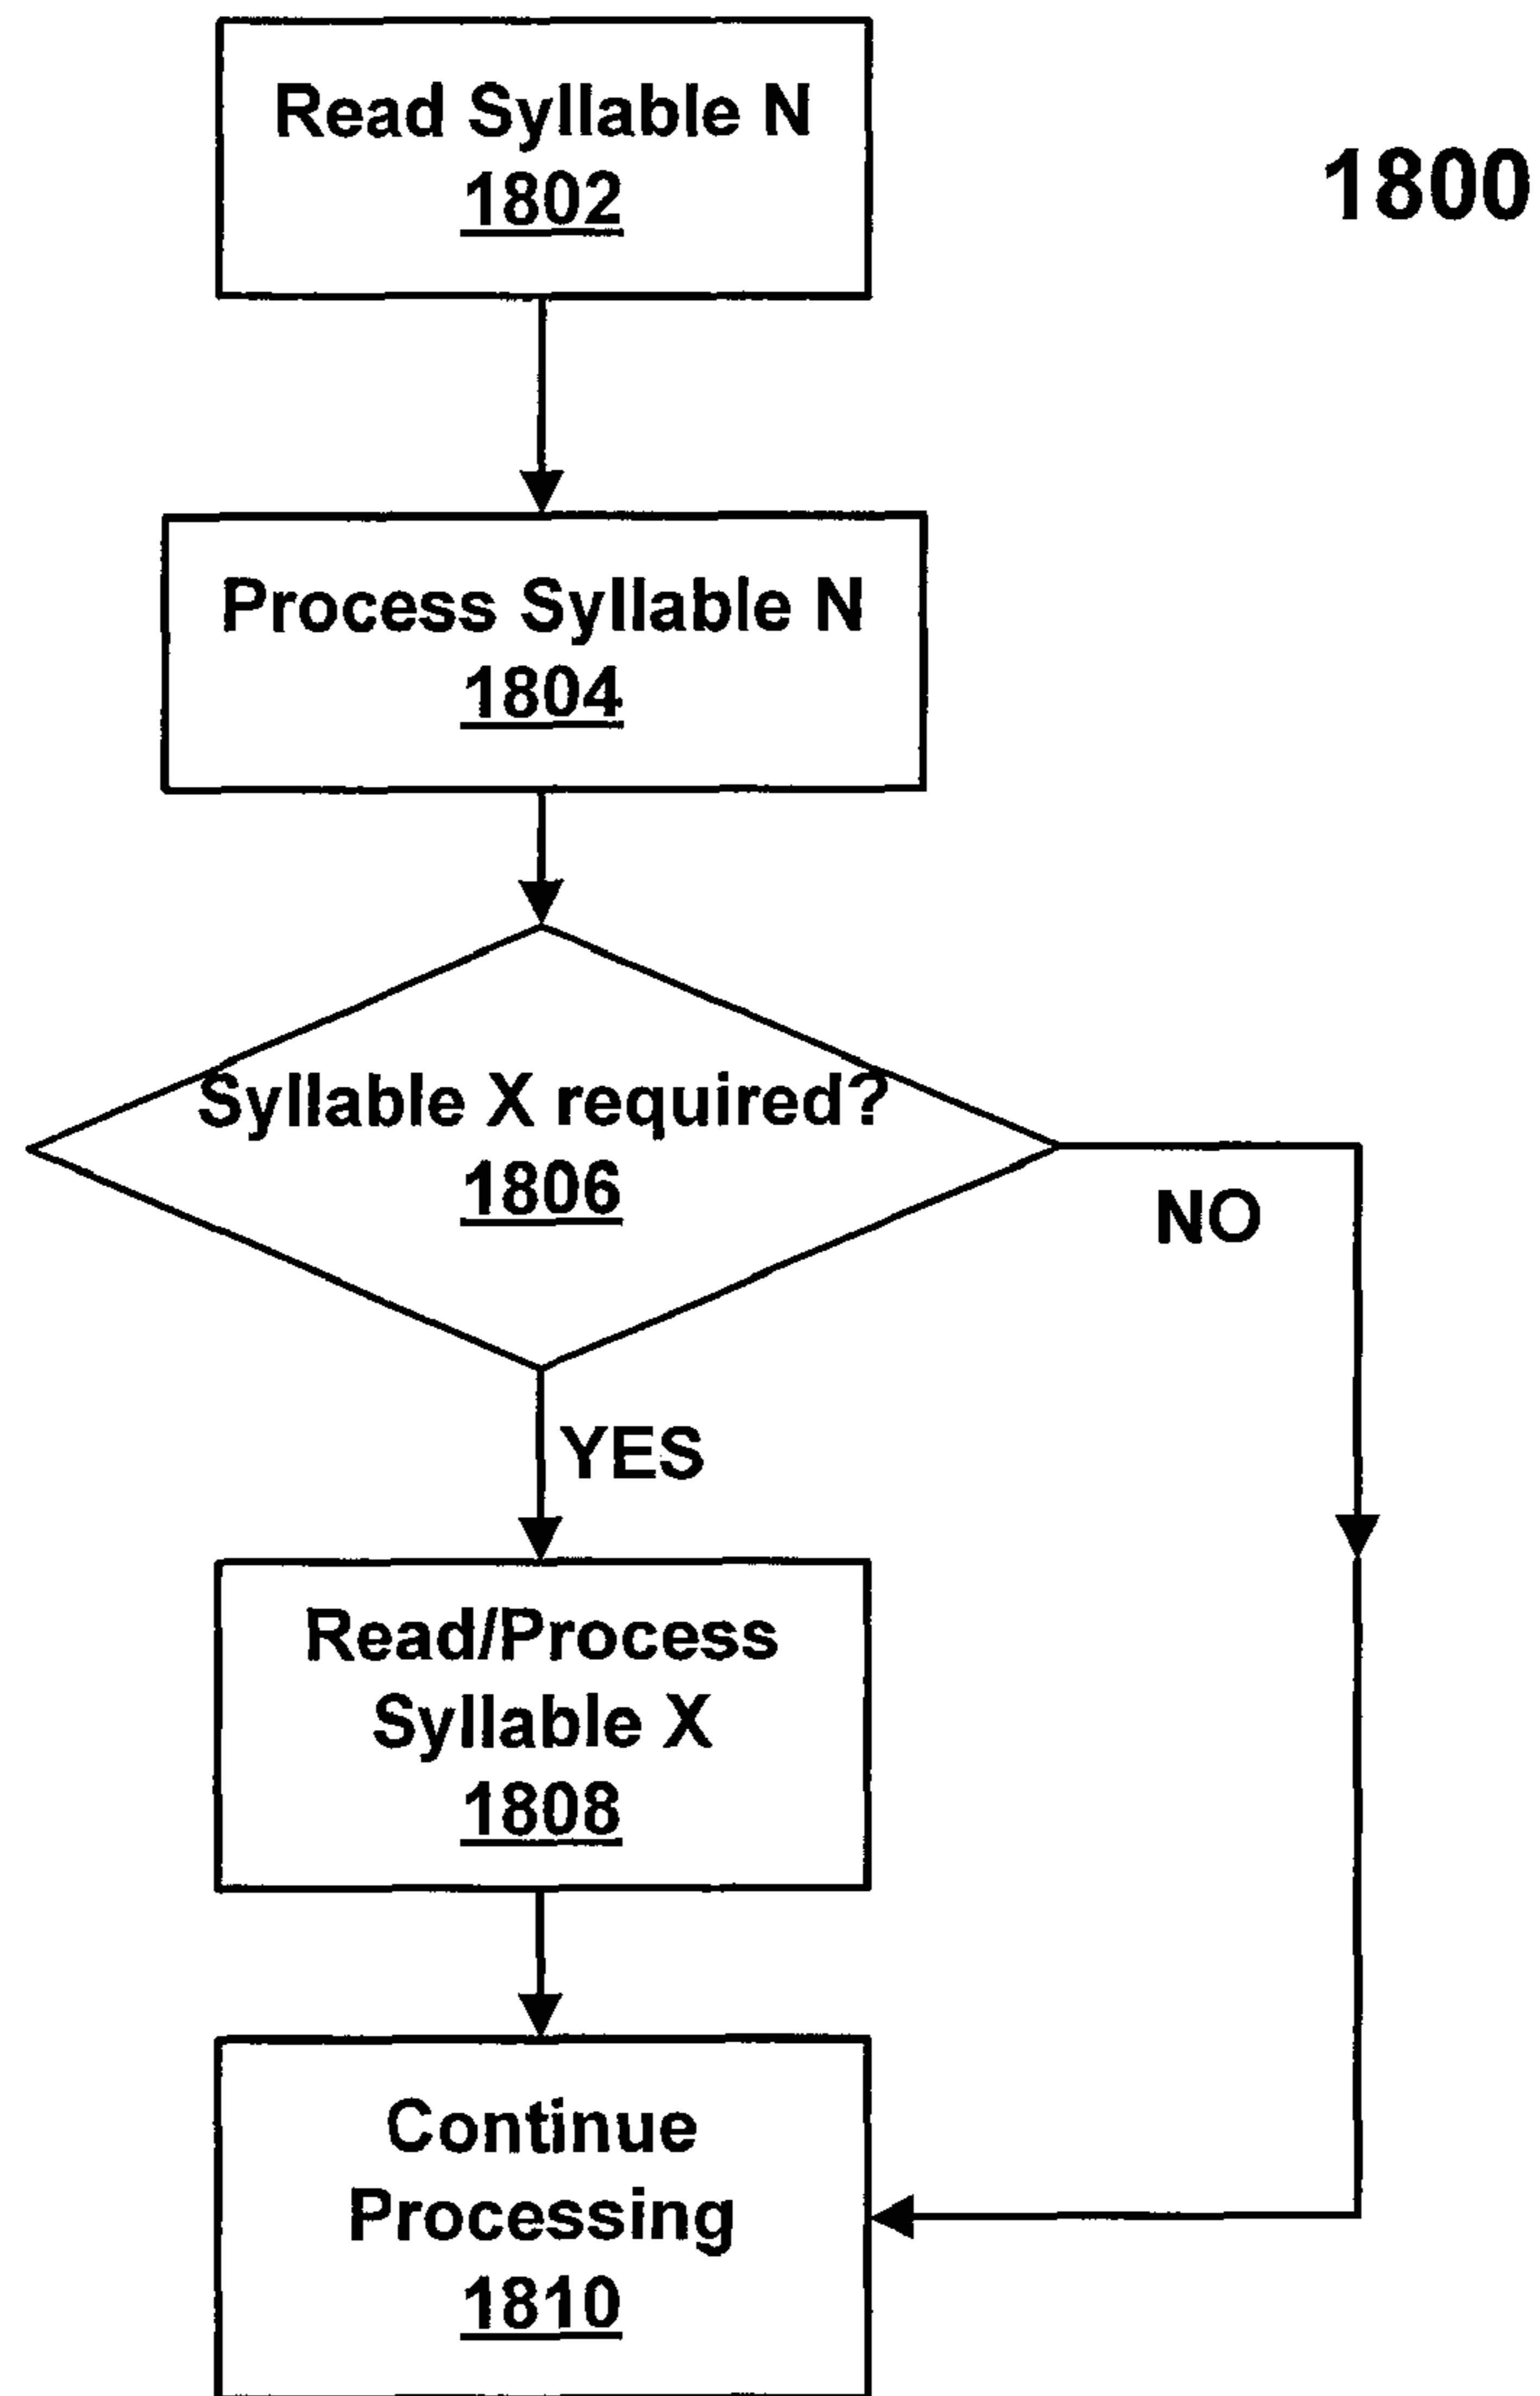 Read Syllable N
1802
1800
Process Syllable N
1804
Syllable X required?
1806
NO
YES
Read/Process
Syllable X
1808
Continue
Processing
1810